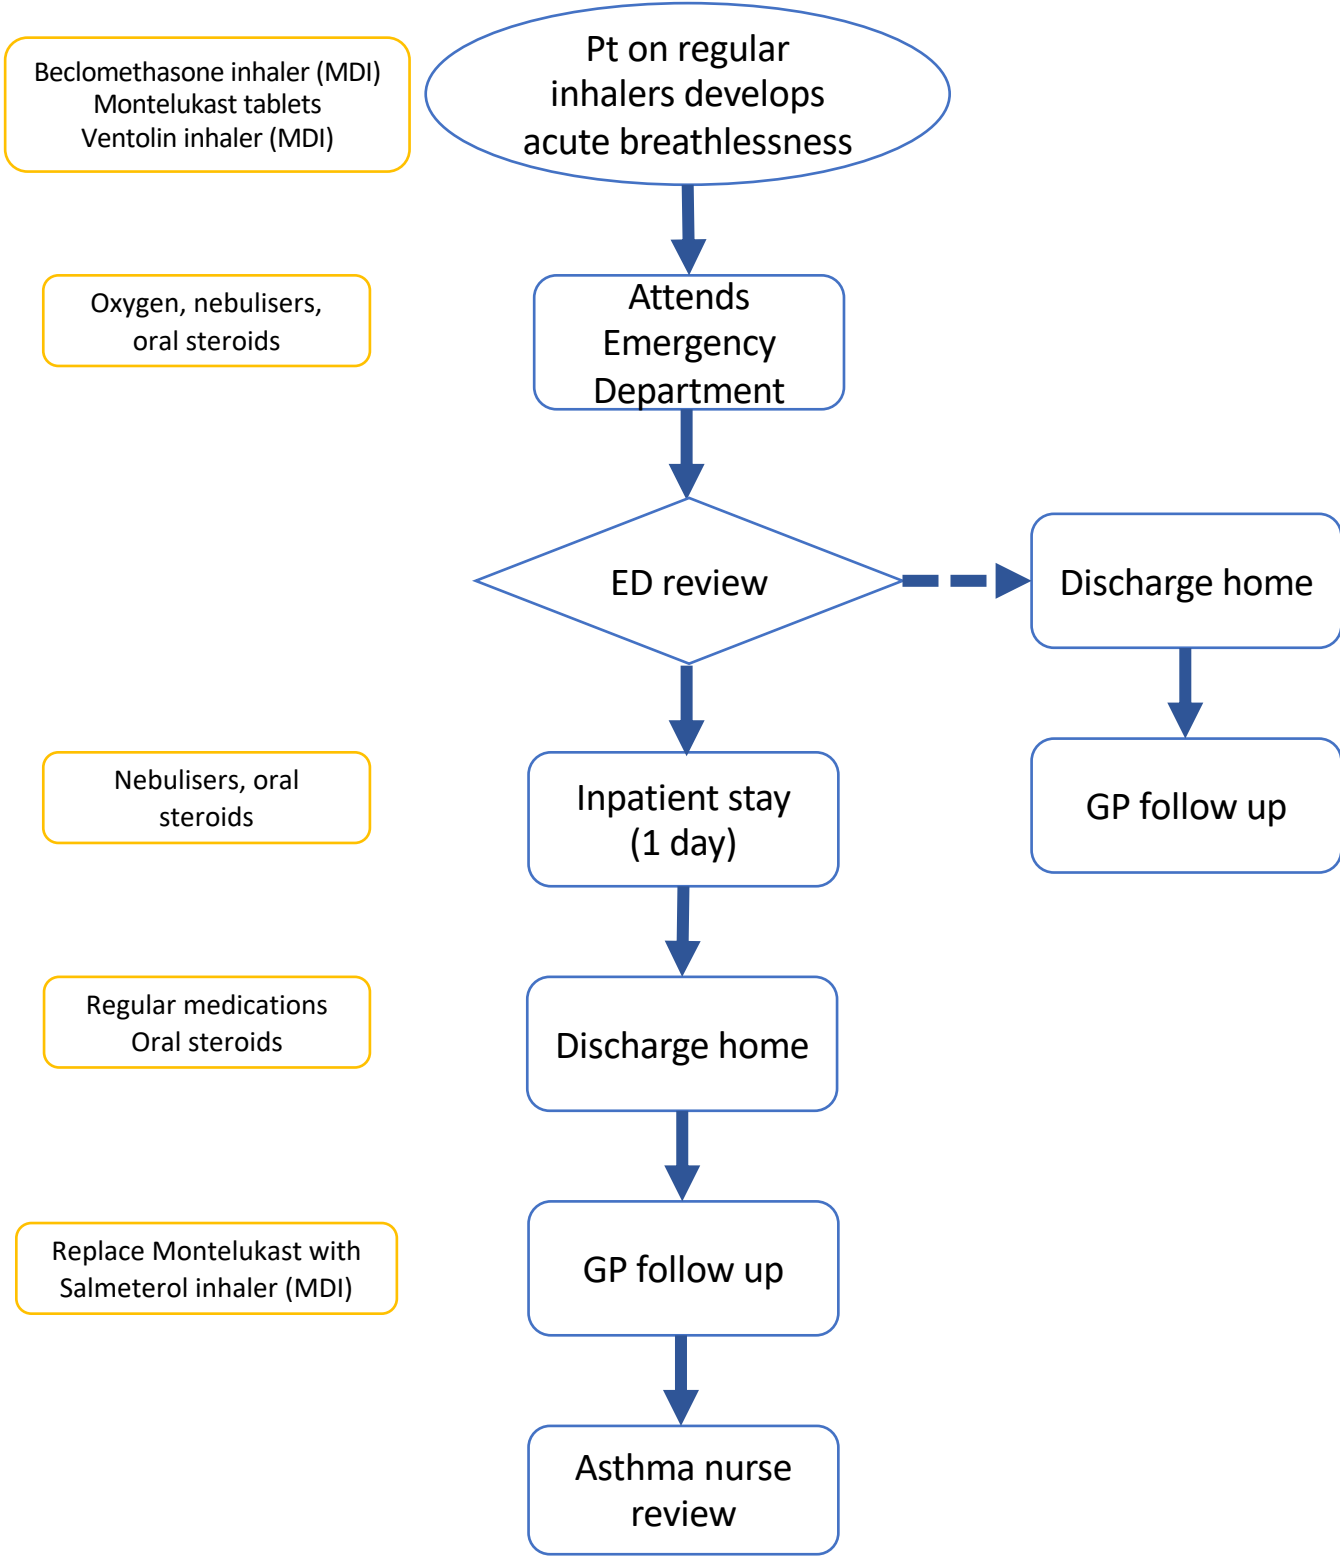 Beclomethasone inhaler (MDI)
Montelukast tablets
Ventolin inhaler (MDI)
Pt on regular
inhalers develops
acute breathlessness
Oxygen, nebulisers,
oral steroids
Attends
Emergency
Department
ED review
Discharge home
Nebulisers, oral
steroids
Inpatient stay
(1 day)
GP follow up
Regular medications
Oral steroids
Discharge home
Replace Montelukast with
Salmeterol inhaler (MDI)
GP follow up
Asthma nurse
review